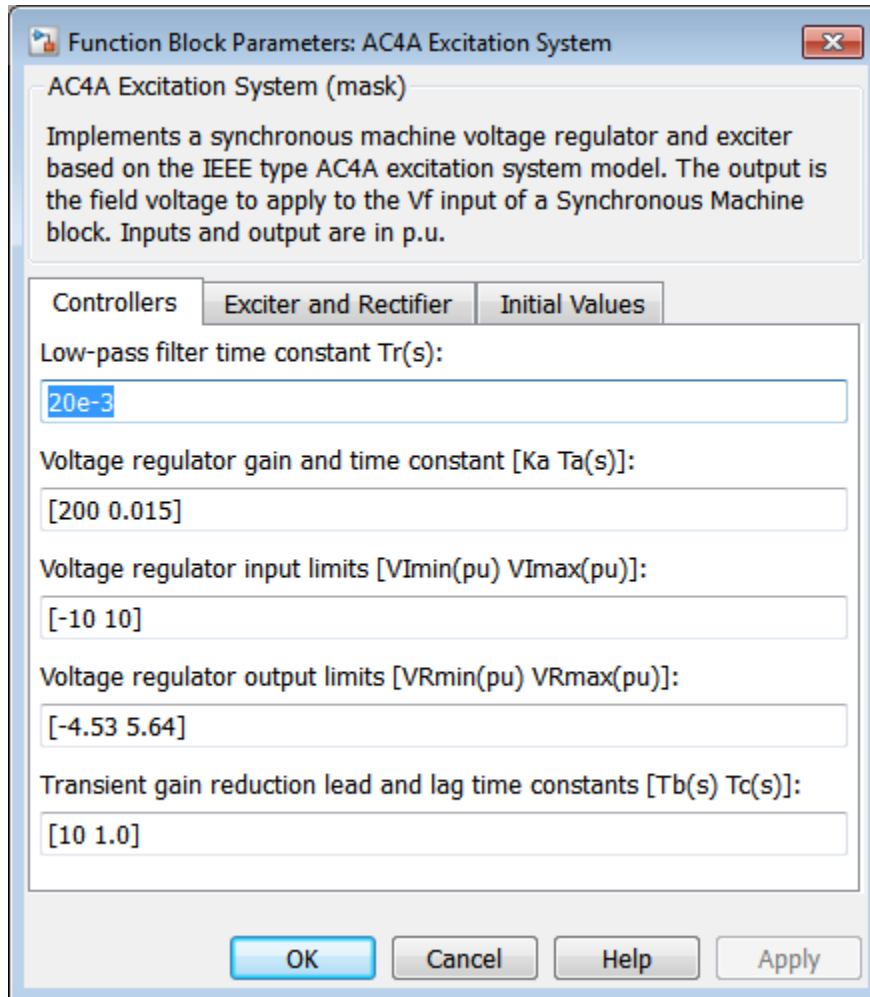 Function Block Parameters: AC4A Excitation System
AC4A Excitation System (mask)
Implements a synchronous machine voltage regulator and exciter
based on the IEEE type AC4A excitation system model. The output is
the field voltage to apply to the Vf input of a Synchronous Machine
block. Inputs and output are in p.u.
Controllers Exciter and Rectifier Initial Values
Low-pass filter time constant Tr(s):
20e-3
Voltage regulator gain and time constant [Ka Ta(s)]:
[200 0.015]
Voltage regulator input limits [VImin(pu) VImax(pu)]:
[-10 10]
Voltage regulator output limits [VRmin(pu) VRmax(pu)]:
[-4.53 5.64]
Transient gain reduction lead and lag time constants [Tb(s) Tc(s)]:
[10 1.0]
OK Cancel Help Apply